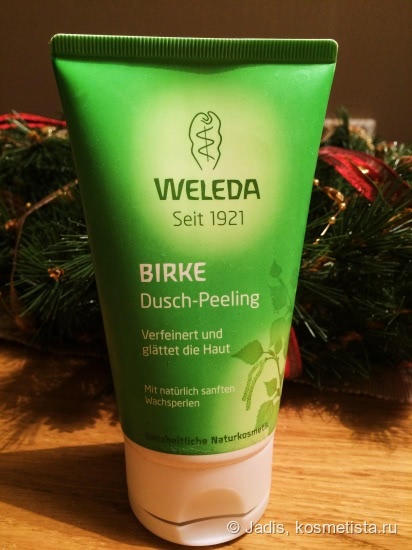 WELEDA
Seit 1921
BIRKE
Dusch-Peeling
Verfeinert und
glättet die Haut
Mit natürlich sanften
Wachsperlen
Ganzheitliche Naturkosmetik
© Jadis, kosmetista.ru